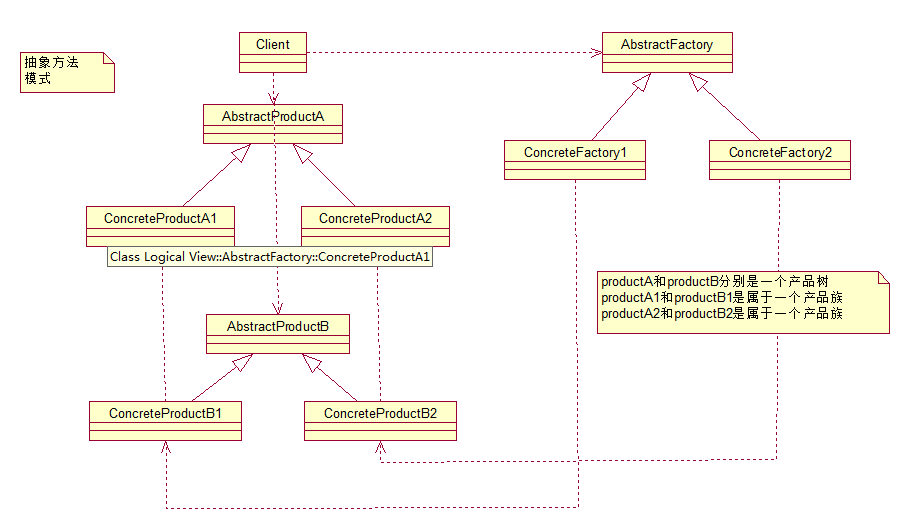 Client
AbstractFactory
抽象方法
模式
AbstractProductA
ConcreteFactory1
ConcreteFactory2
ConcreteProductA1
ConcreteProductA2
Class Logical View::AbstractFactory::ConcreteProductA1
productA和productB分别是一个产品树
productA1和productB1是属于一个产品族
productA2和productB2是属于一个产品族
AbstractProductB
ConcreteProductB1
ConcreteProductB2